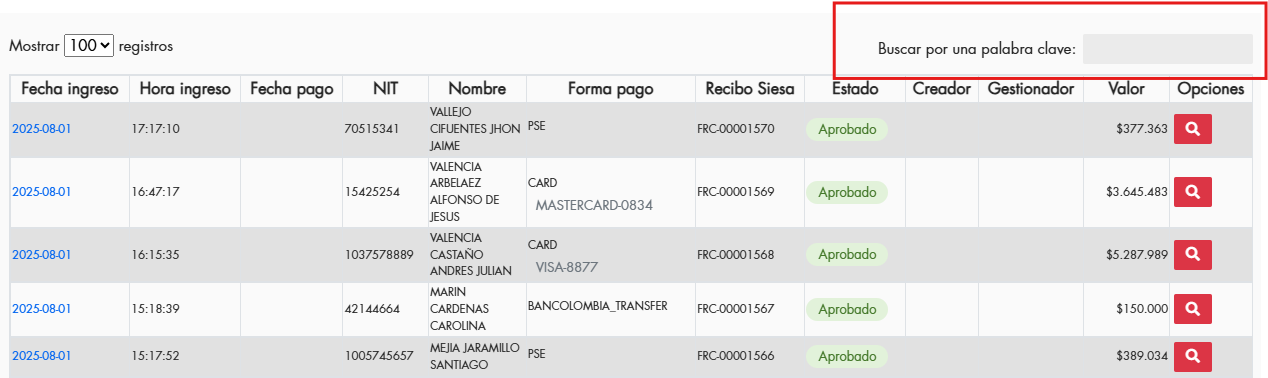 Mostrar 100 registros
Buscar por una palabra clave:
Fecha ingreso Hora ingreso Fecha pago NIT Nombre Forma pago Recibo Siesa Estado Creador Gestionador Valor Opciones
2025-08-01 17:17:10 70515341 VALLEJO CIFUENTES JHON JAIME PSE FRC-00001570 Aprobado $377.363
2025-08-01 16:47:17 15425254 VALENCIA ARBELAEZ ALFONSO DE JESUS CARD MASTERCARD-0834 FRC-00001569 Aprobado $3.645.483
2025-08-01 16:15:35 1037578889 VALENCIA CASTAÑO ANDRES JULIAN CARD VISA-8877 FRC-00001568 Aprobado $5.287.989
2025-08-01 15:18:39 42144664 MARIN CARDENAS CAROLINA BANCOLOMBIA_TRANSFER FRC-00001567 Aprobado $150.000
2025-08-01 15:17:52 1005745657 MEJIA JARAMILLO SANTIAGO PSE FRC-00001566 Aprobado $389.034